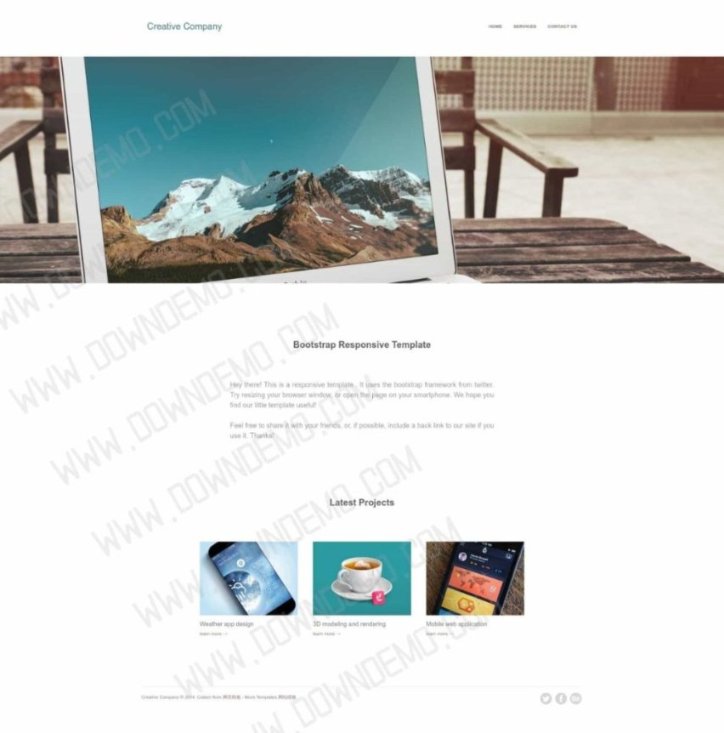 Creative Company
HOME SERVICES CONTACT US
Bootstrap Responsive Template
Hey there! This is a responsive template. It uses the bootstrap framework from twitter.
Try resizing your browser window, or open the page on your smartphone. We hope you
find our little template useful!
Feel free to share it with your friends, or, if possible, include a back link to our site if you
use it. Thanks!
Latest Projects
Weather app design
learn more →
3D modeling and rendering
learn more →
Mobile web application
learn more →
Creative Company © 2014
WWW.DOWNDEMO.COM
WWW.DOWNDEMO.COM
WWW.DOWNDEMO.COM
WWW.DOWNDEMO.COM